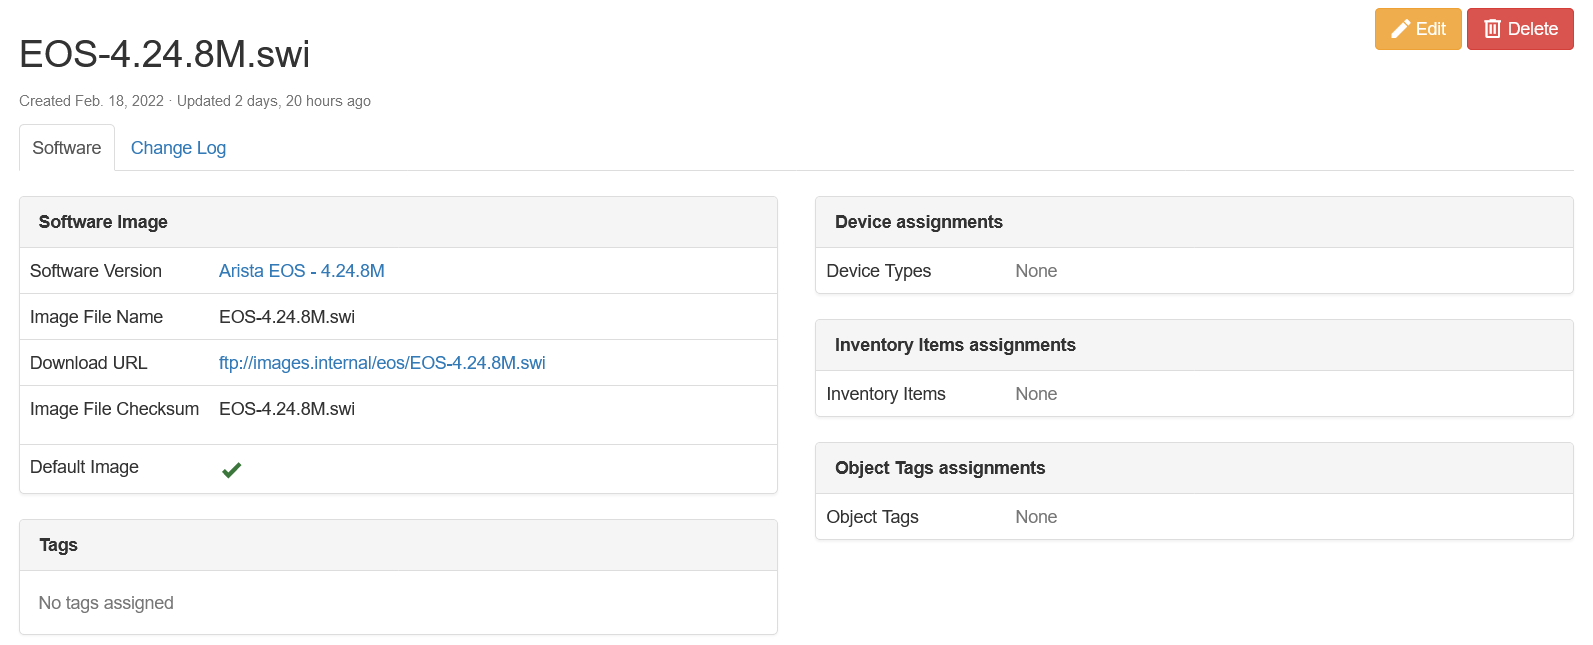 Edit
Delete
EOS-4.24.8M.swi
Created Feb. 18, 2022 · Updated 2 days, 20 hours ago
Software
Change Log
Software Image
Software Version Arista EOS - 4.24.8M
Image File Name EOS-4.24.8M.swi
Download URL ftp://images.internal/eos/EOS-4.24.8M.swi
Image File Checksum EOS-4.24.8M.swi
Default Image
Tags
No tags assigned
Device assignments
Device Types None
Inventory Items assignments
Inventory Items None
Object Tags assignments
Object Tags None